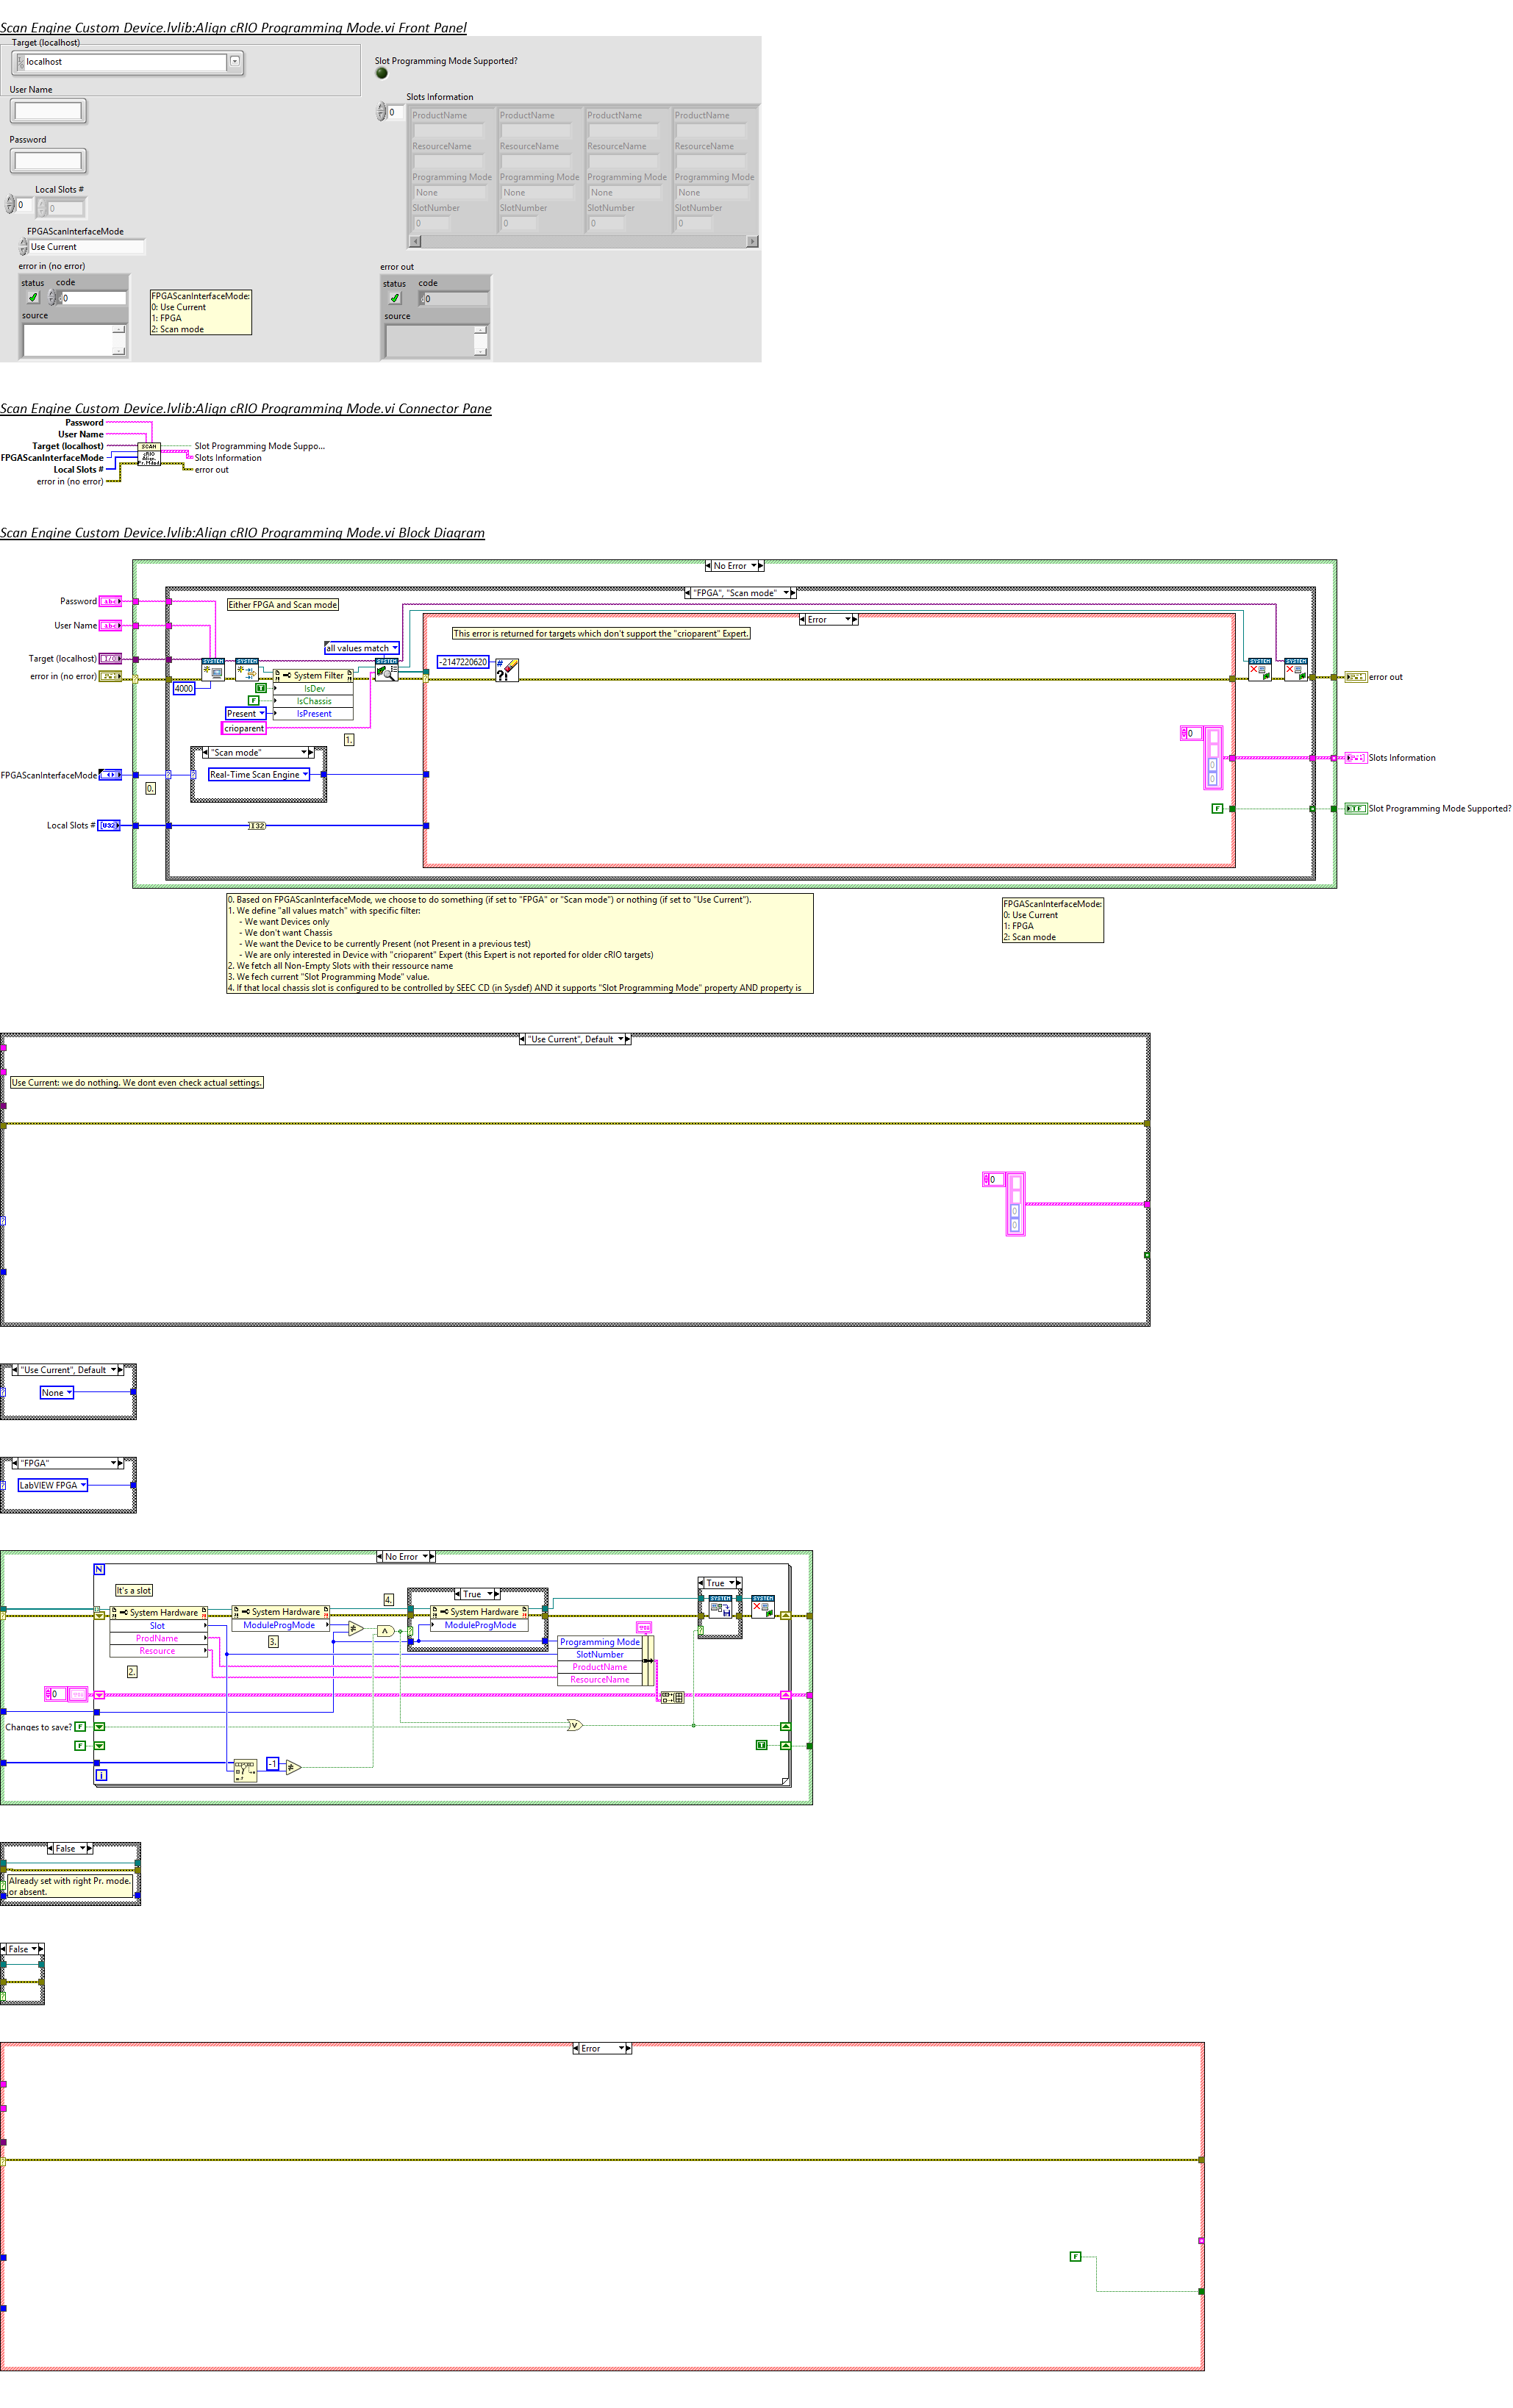 Scan Engine Custom Device.lvlib:Align cRIO Programming Mode.vi Front Panel
Target (localhost)
localhost
User Name
Password
Local Slots #
0
0
FPGAScanInterfaceMode
Use Current
error in (no error)
status
code
0
source
FPGAScanInterfaceMode:
0: Use Current
1: FPGA
2: Scan mode
Slot Programming Mode Supported?
Slots Information
0
ProductName
ProductName
ProductName
ProductName
ResourceName
ResourceName
ResourceName
ResourceName
Programming Mode
Programming Mode
Programming Mode
Programming Mode
None
None
None
None
SlotNumber
SlotNumber
SlotNumber
SlotNumber
0
0
0
0
error out
status
code
0
source
Scan Engine Custom Device.lvlib:Align cRIO Programming Mode.vi Connector Pane
Password
User Name
Target (localhost)
FPGAScanInterfaceMode
Local Slots #
error in (no error)
SCAN
cRIO
Align
Pr.Mode
Slot Programming Mode Suppo...
Slots Information
error out
Scan Engine Custom Device.lvlib:Align cRIO Programming Mode.vi Block Diagram
No Error
"FPGA", "Scan mode"
Password
User Name
Target (localhost)
error in (no error)
FPGAScanInterfaceMode
Local Slots #
Either FPGA and Scan mode
all values match
SYSTEM
SYSTEM
SYSTEM
4000
System Filter
IsDev
IsChassis
IsPresent
T
F
Present
crioparent
1.
"Scan mode"
Real-Time Scan Engine
0.
I32
Error
This error is returned for targets which don't support the "crioparent" Expert.
-2147220620
0
0
0
F
SYSTEM
SYSTEM
error out
Slots Information
Slot Programming Mode Supported?
0. Based on FPGAScanInterfaceMode, we choose to do something (if set to "FPGA" or "Scan mode") or nothing (if set to "Use Current").
1. We define "all values match" with specific filter:
- We want Devices only
- We don't want Chassis
- We want the Device to be currently Present (not Present in a previous test)
- We are only interested in Device with "crioparent" Expert (this Expert is not reported for older cRIO targets)
2. We fetch all Non-Empty Slots with their ressource name
3. We fech current "Slot Programming Mode" value.
4. If that local chassis slot is configured to be controlled by SEEC CD (in Sysdef) AND it supports "Slot Programming Mode" property AND property is
FPGAScanInterfaceMode:
0: Use Current
1: FPGA
2: Scan mode
"Use Current", Default
Use Current: we do nothing. We dont even check actual settings.
0
0
0
"Use Current", Default
None
"FPGA"
LabVIEW FPGA
No Error
N
It's a slot
System Hardware
Slot
ProdName
Resource
2.
System Hardware
ModuleProgMode
3.
4.
True
System Hardware
ModuleProgMode
Programming Mode
SlotNumber
ProductName
ResourceName
True
SYSTEM
SYSTEM
0
Changes to save?
F
F
T
-1
i
False
Already set with right Pr. mode.
or absent.
False
Error
F